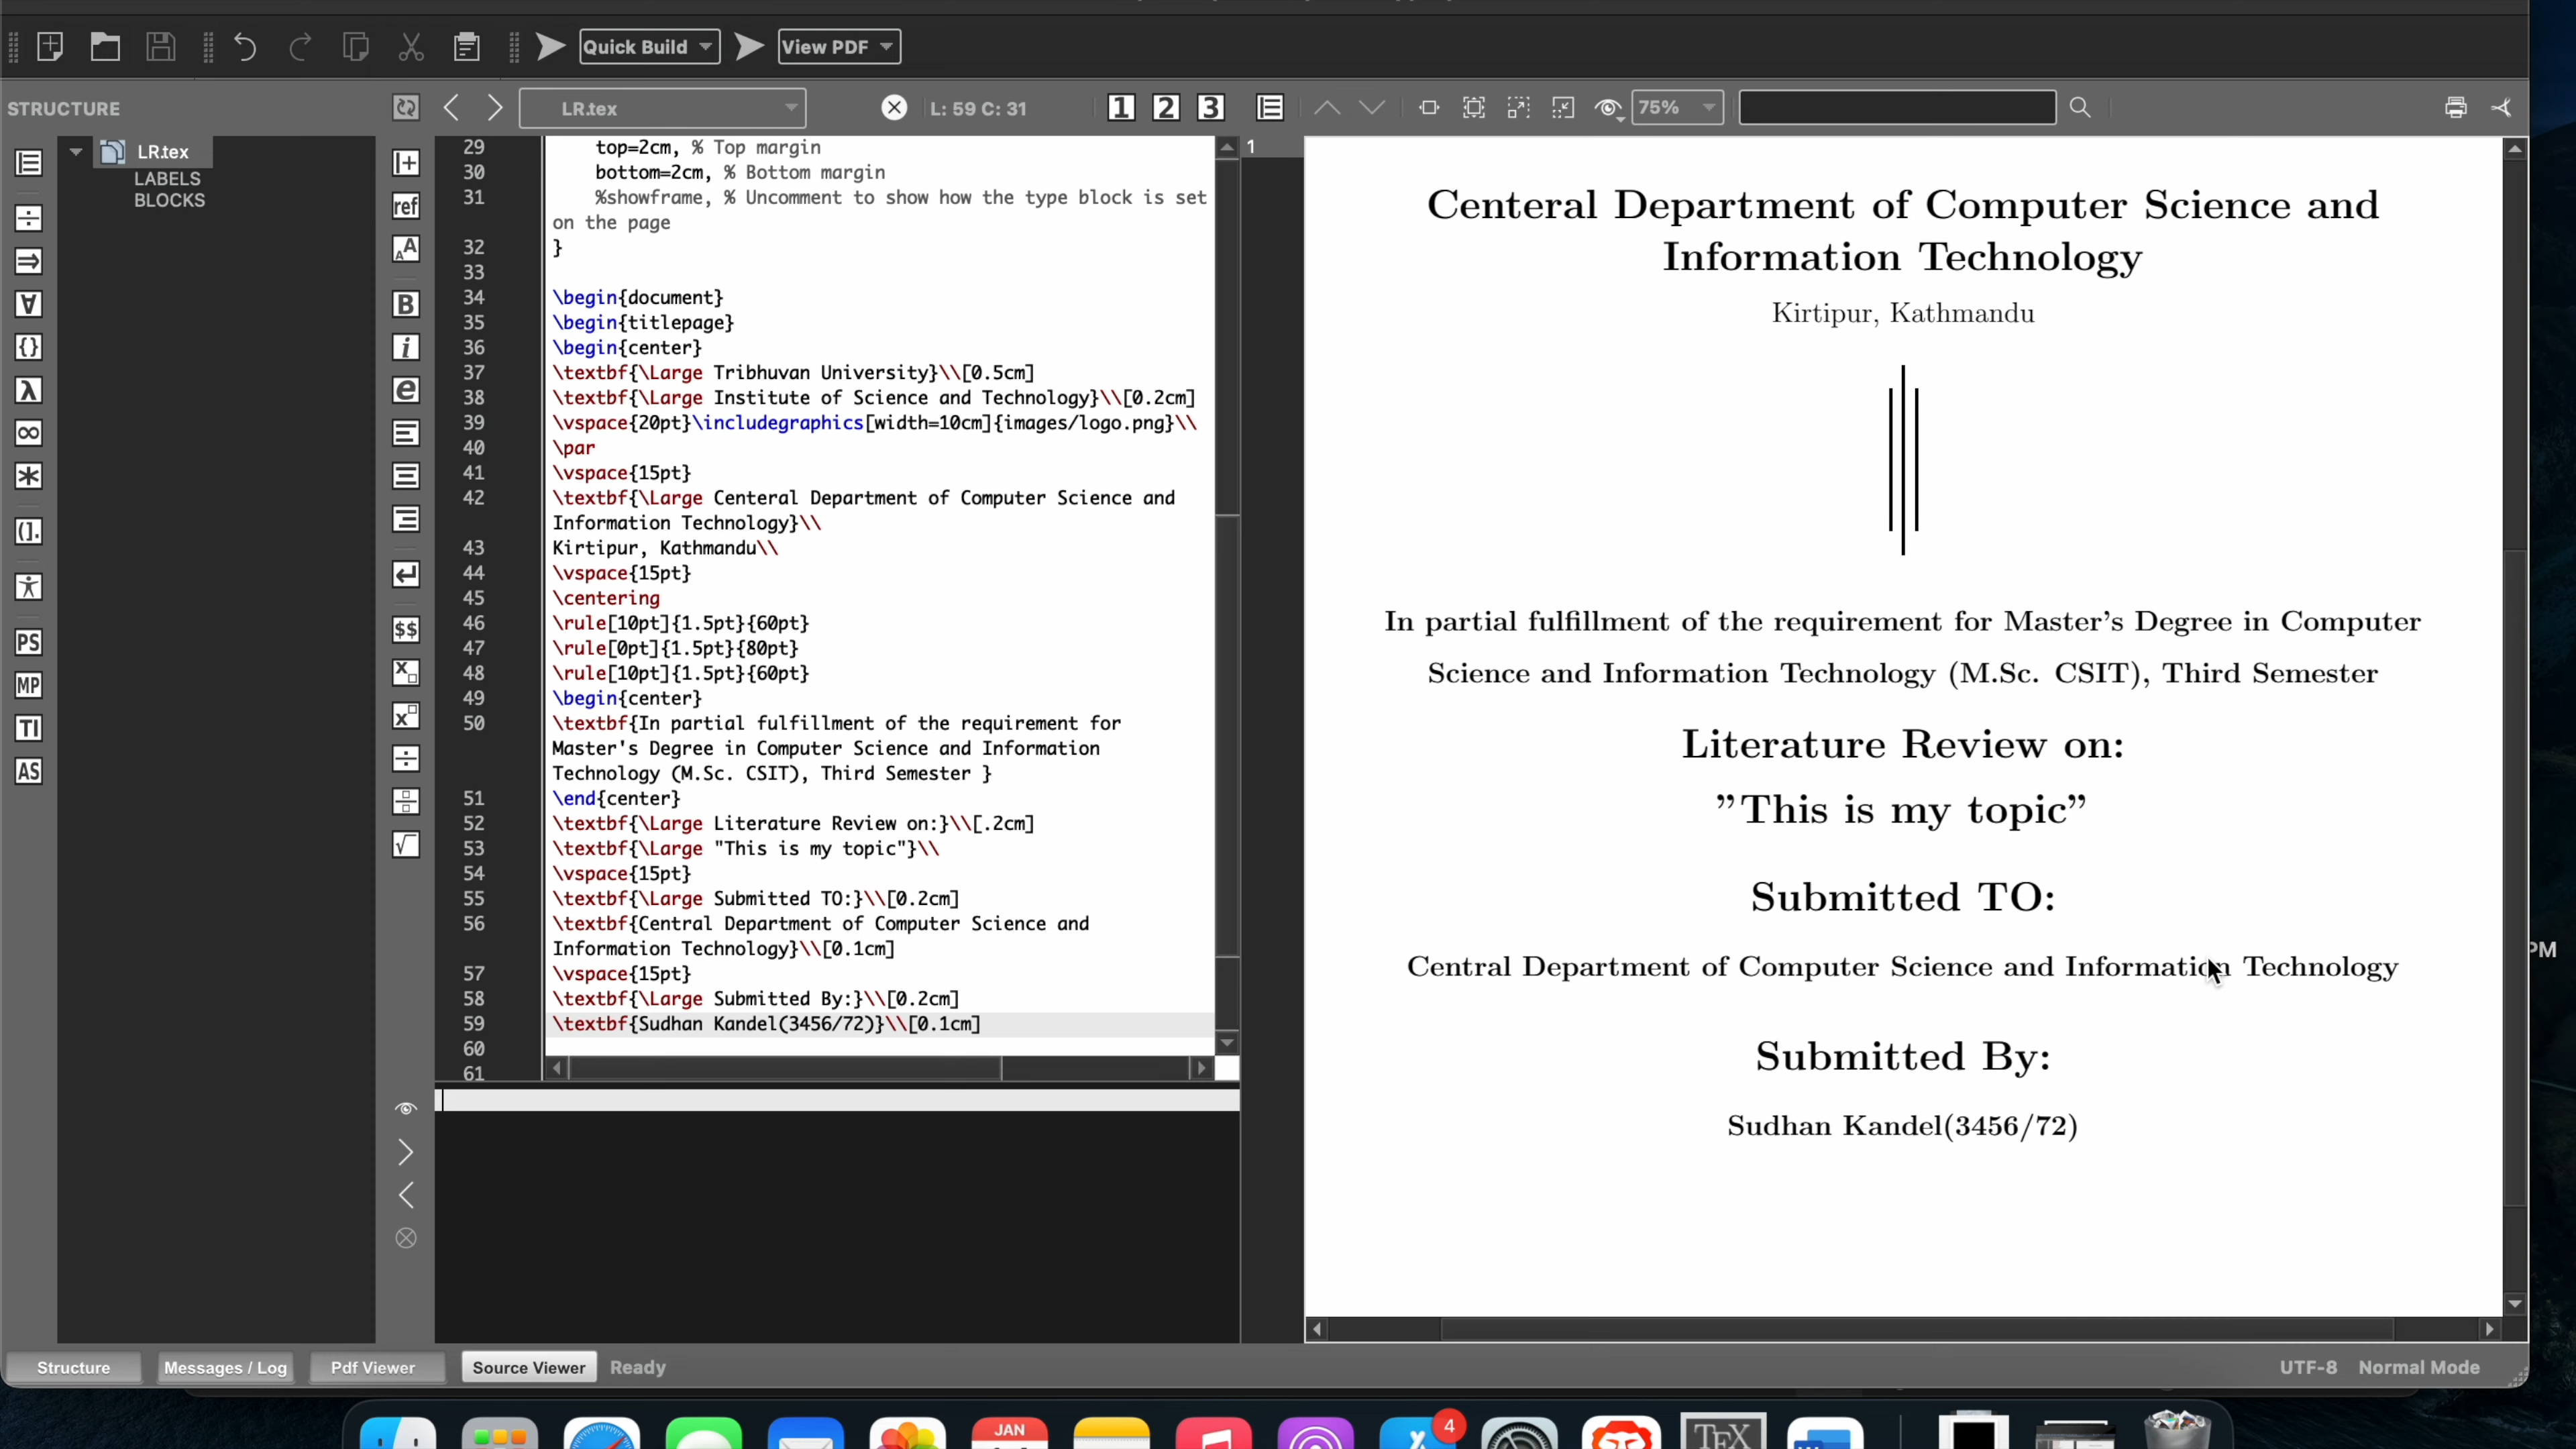 Quick Build
View PDF
STRUCTURE
LR.tex
L: 59 C: 31
1
2
3
75%
LR.tex
LABELS
BLOCKS
ref
AA
B
i
e
$$
PS
MP
TI
AS
29 top=2cm, % Top margin
30 bottom=2cm, % Bottom margin
31 %showframe, % Uncomment to show how the type block is set
on the page
32 }
33
34 \begin{document}
35 \begin{titlepage}
36 \begin{center}
37 \textbf{\Large Tribhuvan University}\\[0.5cm]
38 \textbf{\Large Institute of Science and Technology}\\[0.2cm]
39 \vspace{20pt}\includegraphics[width=10cm]{images/logo.png}\\
40 \par
41 \vspace{15pt}
42 \textbf{\Large Centeral Department of Computer Science and
Information Technology}\\
43 Kirtipur, Kathmandu\\
44 \vspace{15pt}
45 \centering
46 \rule[10pt]{1.5pt}{60pt}
47 \rule[0pt]{1.5pt}{80pt}
48 \rule[10pt]{1.5pt}{60pt}
49 \begin{center}
50 \textbf{In partial fulfillment of the requirement for
Master's Degree in Computer Science and Information
Technology (M.Sc. CSIT), Third Semester }
51 \end{center}
52 \textbf{\Large Literature Review on:}\\[.2cm]
53 \textbf{\Large "This is my topic"}\\
54 \vspace{15pt}
55 \textbf{\Large Submitted TO:}\\[0.2cm]
56 \textbf{Central Department of Computer Science and
Information Technology}\\[0.1cm]
57 \vspace{15pt}
58 \textbf{\Large Submitted By:}\\[0.2cm]
59 \textbf{Sudhan Kandel(3456/72)}\\[0.1cm]
60
61
1
Centeral Department of Computer Science and
Information Technology
Kirtipur, Kathmandu
In partial fulfillment of the requirement for Master’s Degree in Computer
Science and Information Technology (M.Sc. CSIT), Third Semester
Literature Review on:
”This is my topic”
Submitted TO:
Central Department of Computer Science and Information Technology
Submitted By:
Sudhan Kandel(3456/72)
PM
Structure
Messages / Log
Pdf Viewer
Source Viewer
Ready
UTF-8
Normal Mode
JAN
4
TEX